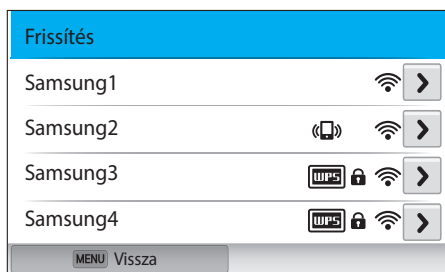 Frissítés
Samsung1
Samsung2
Samsung3 WPS
Samsung4 WPS
MENU Vissza